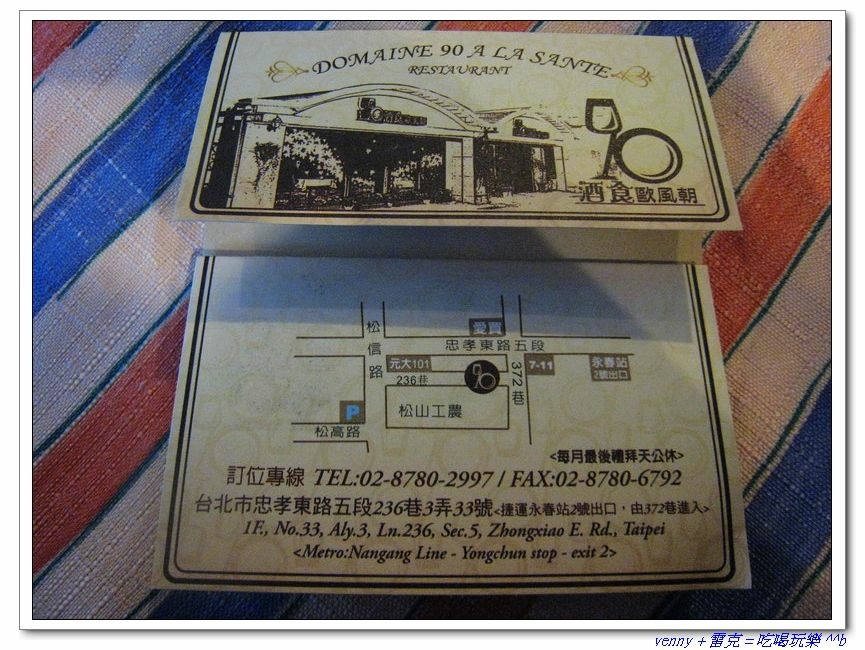 DOMAINE 90 A LA SANTE
RESTAURANT
酒食歐風朝
愛買
松信路
忠孝東路五段
元大101
236巷
372巷
7-11
永春站
2號出口
P
松山工農
松高路
<每月最後禮拜天公休>
訂位專線 TEL:02-8780-2997 / FAX:02-8780-6792
台北市忠孝東路五段236巷3弄33號<捷運永春站2號出口，由372巷進入>
1F., No.33, Aly.3, Ln.236, Sec.5, Zhongxiao E. Rd., Taipei
<Metro:Nangang Line - Yongchun stop - exit 2>
venny + 雷克 = 吃喝玩樂 ^^b